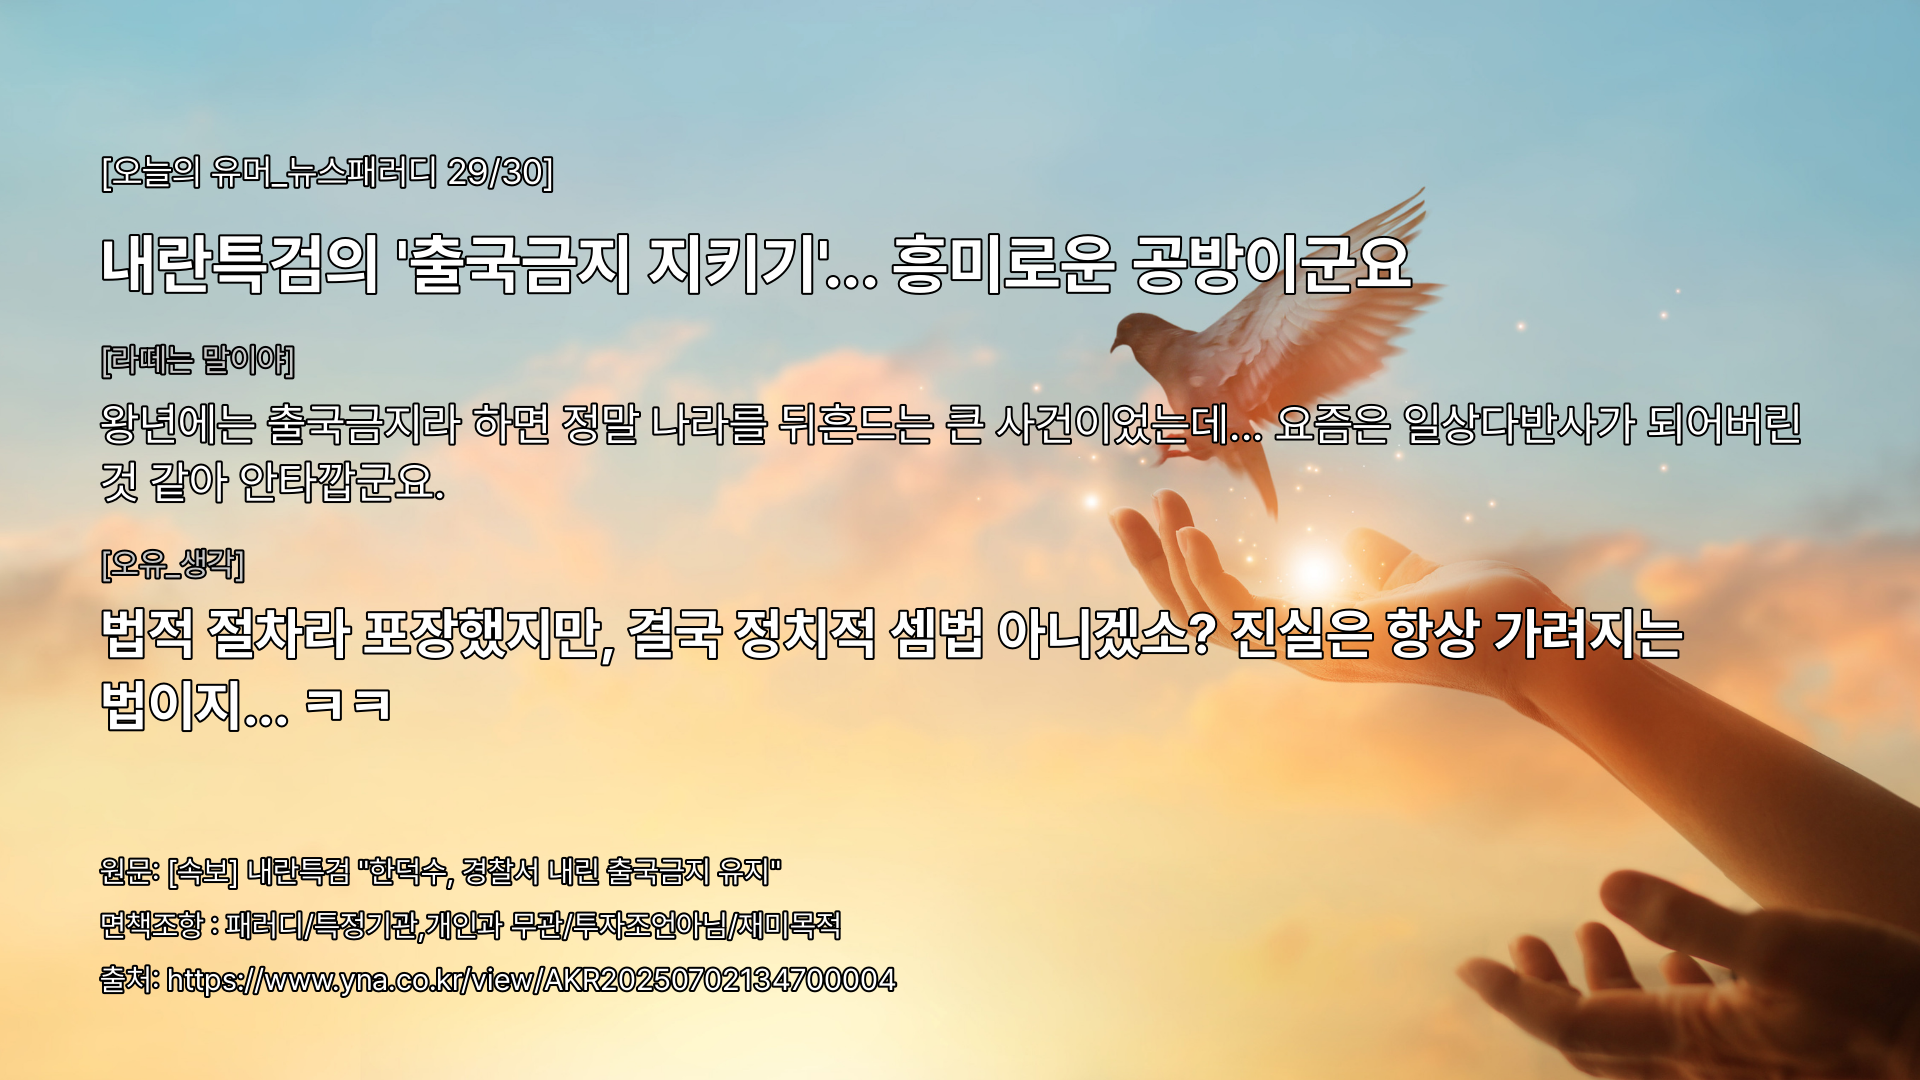 [오늘의 유머_뉴스패러디 29/30]
내란특검의 '출국금지 지키기'... 흥미로운 공방이군요
[라떼는 말이야]
왕년에는 출국금지라 하면 정말 나라를 뒤흔드는 큰 사건이었는데... 요즘은 일상다반사가 되어버린
것 같아 안타깝군요.
[오유_생각]
법적 절차라 포장했지만, 결국 정치적 셈법 아니겠소? 진실은 항상 가려지는
법이지... ㅋㅋ
원문: [속보] 내란특검 "한덕수, 경찰서 내린 출국금지 유지"
면책조항 : 패러디/특정기관,개인과 무관/투자조언아님/재미목적
출처: https://www.yna.co.kr/view/AKR20250702134700004